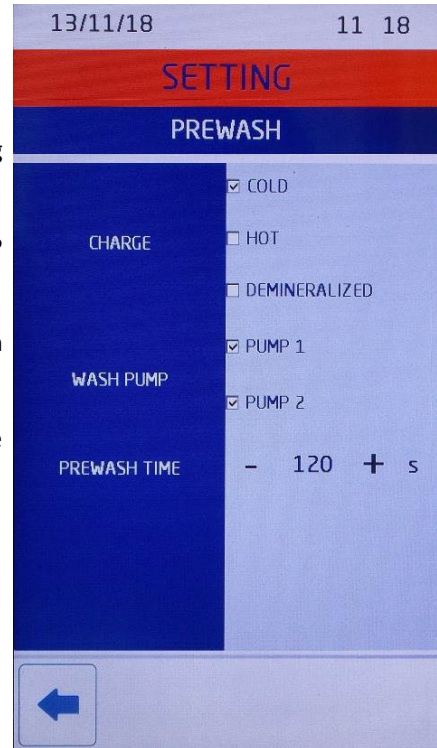 13/11/18 11 18
SETTING
PREWASH
CHARGE
COLD
HOT
DEMINERALIZED
WASH PUMP
PUMP 1
PUMP 2
PREWASH TIME - 120 + s